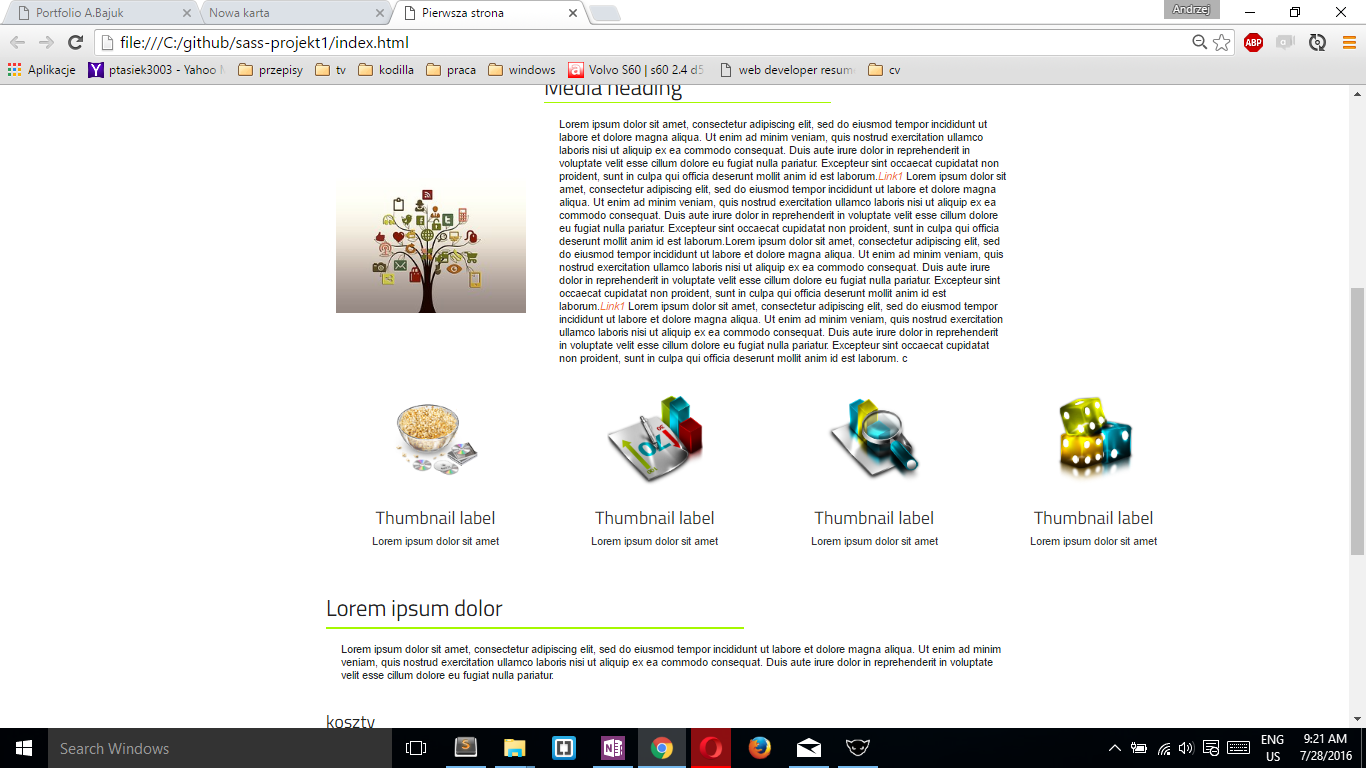 Portfolio A.Bajuk
Nowa karta
Pierwsza strona
Andrzej
file:///C:/github/sass-projekt1/index.html
ABP
Aplikacje
ptasiek3003 - Yahoo
przepisy
tv
kodilla
praca
windows
Volvo S60 | s60 2.4 d5
web developer resum
cv
Media heading
Lorem ipsum dolor sit amet, consectetur adipiscing elit, sed do eiusmod tempor incididunt ut
labore et dolore magna aliqua. Ut enim ad minim veniam, quis nostrud exercitation ullamco
laboris nisi ut aliquip ex ea commodo consequat. Duis aute irure dolor in reprehenderit in
voluptate velit esse cillum dolore eu fugiat nulla pariatur. Excepteur sint occaecat cupidatat non
proident, sunt in culpa qui officia deserunt mollit anim id est laborum.Link1 Lorem ipsum dolor sit
amet, consectetur adipiscing elit, sed do eiusmod tempor incididunt ut labore et dolore magna
aliqua. Ut enim ad minim veniam, quis nostrud exercitation ullamco laboris nisi ut aliquip ex ea
commodo consequat. Duis aute irure dolor in reprehenderit in voluptate velit esse cillum dolore
eu fugiat nulla pariatur. Excepteur sint occaecat cupidatat non proident, sunt in culpa qui officia
deserunt mollit anim id est laborum.Lorem ipsum dolor sit amet, consectetur adipiscing elit, sed
do eiusmod tempor incididunt ut labore et dolore magna aliqua. Ut enim ad minim veniam, quis
nostrud exercitation ullamco laboris nisi ut aliquip ex ea commodo consequat. Duis aute irure
dolor in reprehenderit in voluptate velit esse cillum dolore eu fugiat nulla pariatur. Excepteur sint
occaecat cupidatat non proident, sunt in culpa qui officia deserunt mollit anim id est
laborum.Link1 Lorem ipsum dolor sit amet, consectetur adipiscing elit, sed do eiusmod tempor
incididunt ut labore et dolore magna aliqua. Ut enim ad minim veniam, quis nostrud exercitation
ullamco laboris nisi ut aliquip ex ea commodo consequat. Duis aute irure dolor in reprehenderit
in voluptate velit esse cillum dolore eu fugiat nulla pariatur. Excepteur sint occaecat cupidatat
non proident, sunt in culpa qui officia deserunt mollit anim id est laborum. c
Thumbnail label
Lorem ipsum dolor sit amet
Thumbnail label
Lorem ipsum dolor sit amet
Thumbnail label
Lorem ipsum dolor sit amet
Thumbnail label
Lorem ipsum dolor sit amet
Lorem ipsum dolor
Lorem ipsum dolor sit amet, consectetur adipiscing elit, sed do eiusmod tempor incididunt ut labore et dolore magna aliqua. Ut enim ad minim
veniam, quis nostrud exercitation ullamco laboris nisi ut aliquip ex ea commodo consequat. Duis aute irure dolor in reprehenderit in voluptate
velit esse cillum dolore eu fugiat nulla pariatur.
koszty
Search Windows
ENG
US
9:21 AM
7/28/2016